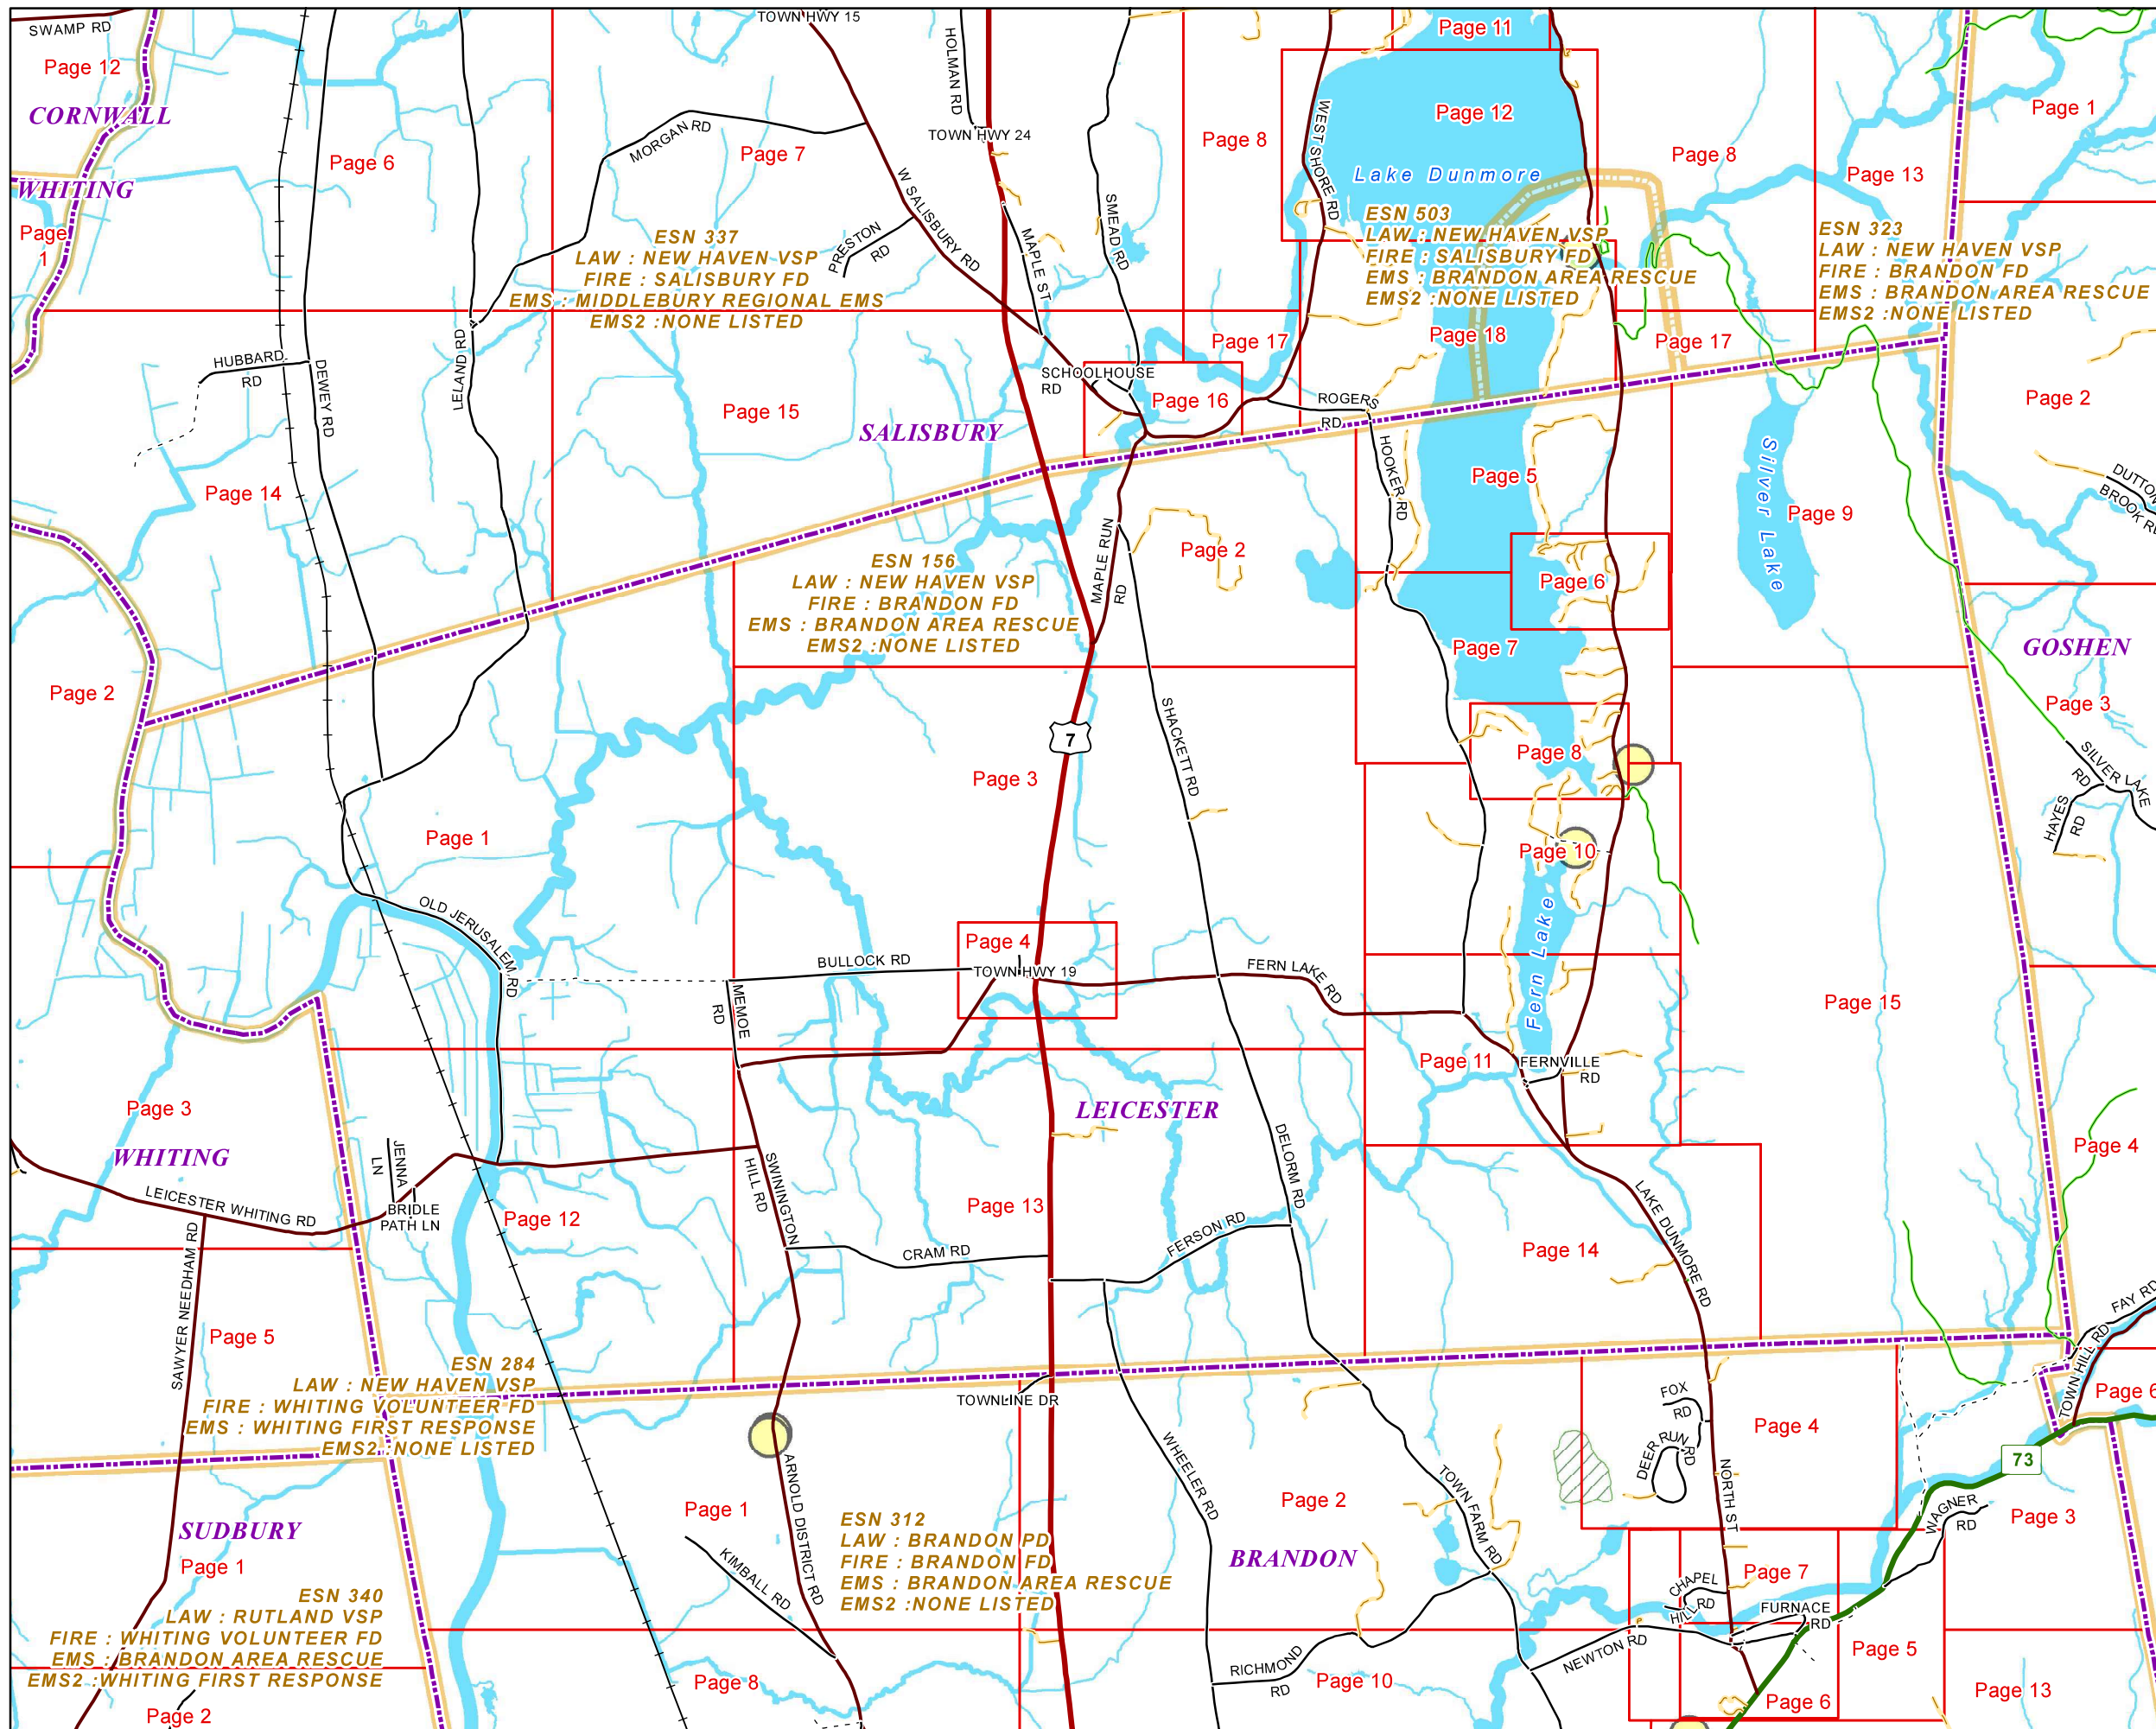 SWAMP RD
Page 12
CORNWALL
WHITING
Page
1
Page 6
TOWN HWY 15
HOLMAN RD
TOWN HWY 24
MORGAN RD
Page 7
W SALISBURY RD
PRESTON
RD
MAPLE ST
SMEAD RD
Page 8
WEST SHORE RD
Page 11
Page 12
Lake Dunmore
Page 8
Page 13
Page 1
ESN 337
LAW : NEW HAVEN VSP
FIRE : SALISBURY FD
EMS : MIDDLEBURY REGIONAL EMS
EMS2 :NONE LISTED
ESN 503
LAW : NEW HAVEN VSP
FIRE : SALISBURY FD
EMS : BRANDON AREA RESCUE
EMS2 :NONE LISTED
ESN 323
LAW : NEW HAVEN VSP
FIRE : BRANDON FD
EMS : BRANDON AREA RESCUE
EMS2 :NONE LISTED
HUBBARD
RD
DEWEY RD
LELAND RD
Page 14
Page 15
SALISBURY
SCHOOLHOUSE
RD
Page 16
Page 17
Page 18
Page 17
ROGERS
RD
HOOKER RD
Page 5
Silver Lake
Page 9
Page 2
DUTTON
BROOK RD
ESN 156
LAW : NEW HAVEN VSP
FIRE : BRANDON FD
EMS : BRANDON AREA RESCUE
EMS2 :NONE LISTED
MAPLE RUN
RD
Page 2
Page 6
Page 7
GOSHEN
Page 2
Page 3
7
SHACKETT RD
Page 3
Page 8
SILVER LAKE
RD
HAYES
RD
Page 1
Page 10
OLD JERUSALEM RD
Page 4
BULLOCK RD
TOWN HWY 19
FERN LAKE RD
Fern Lake
MEMOE
RD
Page 15
Page 11
FERNVILLE
RD
Page 3
LEICESTER
WHITING
JENNA
LN
LEICESTER WHITING RD
BRIDLE
PATH LN
Page 12
SWININGTON
HILL RD
Page 13
DELORM RD
FERSON RD
CRAM RD
LAKE DUNMORE RD
Page 14
Page 4
SAWYER NEEDHAM RD
Page 5
ESN 284
LAW : NEW HAVEN VSP
FIRE : WHITING VOLUNTEER FD
EMS : WHITING FIRST RESPONSE
EMS2 :NONE LISTED
TOWNLINE DR
FAY RD
TOWN HILL RD
Page 6
FOX
RD
DEER RUN RD
Page 4
NORTH ST
73
WHEELER RD
Page 2
TOWN FARM RD
WAGNER
RD
Page 3
ARNOLD DISTRICT RD
Page 1
KIMBALL RD
ESN 312
LAW : BRANDON PD
FIRE : BRANDON FD
EMS : BRANDON AREA RESCUE
EMS2 :NONE LISTED
BRANDON
SUDBURY
Page 1
ESN 340
LAW : RUTLAND VSP
FIRE : WHITING VOLUNTEER FD
EMS : BRANDON AREA RESCUE
EMS2 :WHITING FIRST RESPONSE
Page 2
Page 8
RICHMOND
RD
Page 10
NEWTON RD
CHAPEL
HILL RD
Page 7
FURNACE
RD
Page 5
Page 6
Page 13